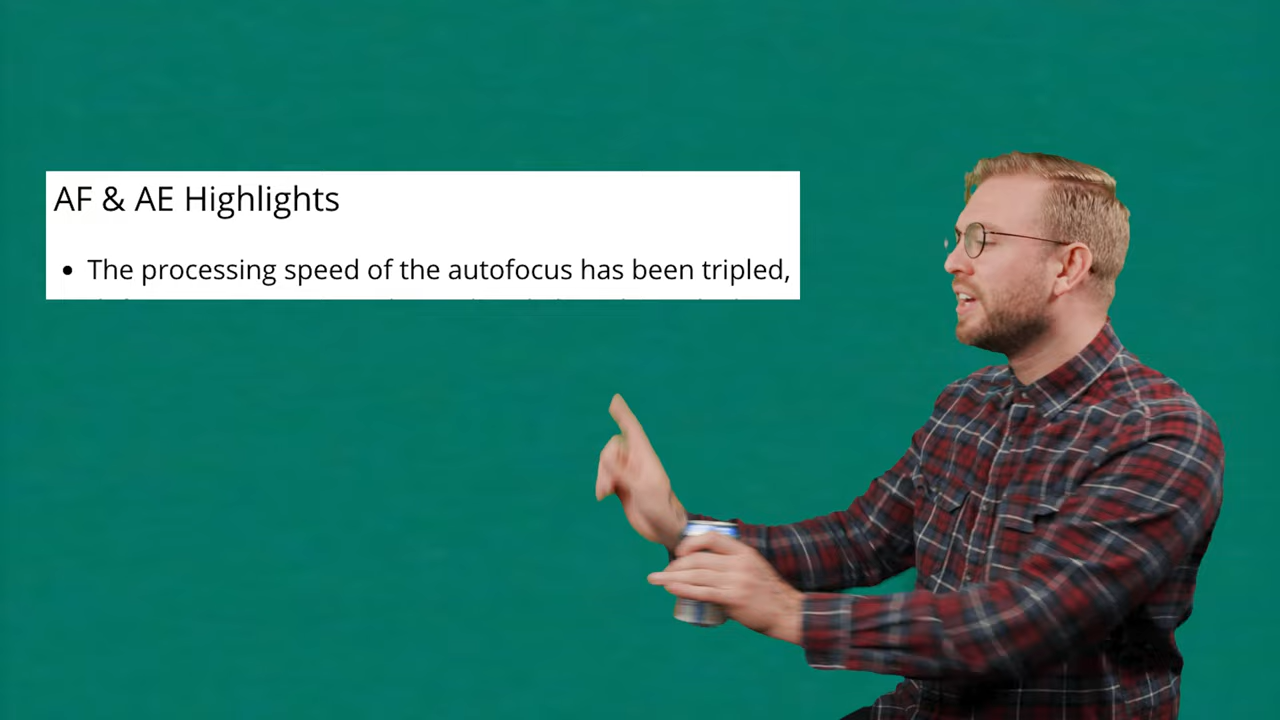 AF & AE Highlights
• The processing speed of the autofocus has been tripled,